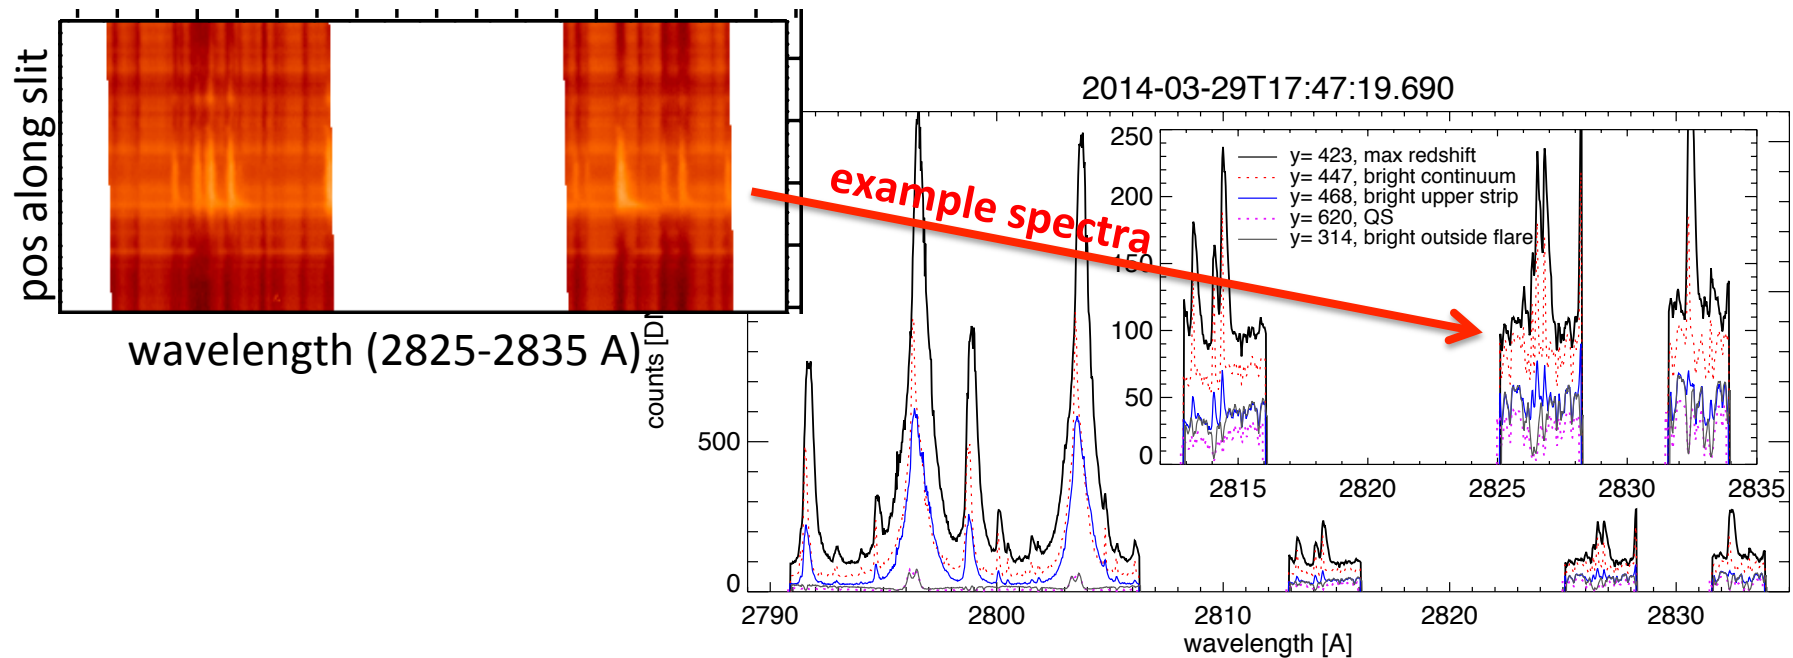 pos along slit
wavelength (2825-2835 A)
example spectra
2014-03-29T17:47:19.690
counts [D
500
0
2790
2800
2810
2820
2830
wavelength [A]
250
200
150
100
50
0
2815
2820
2825
2830
2835
y= 423, max redshift
y= 447, bright continuum
y= 468, bright upper strip
y= 620, QS
y= 314, bright outside flare